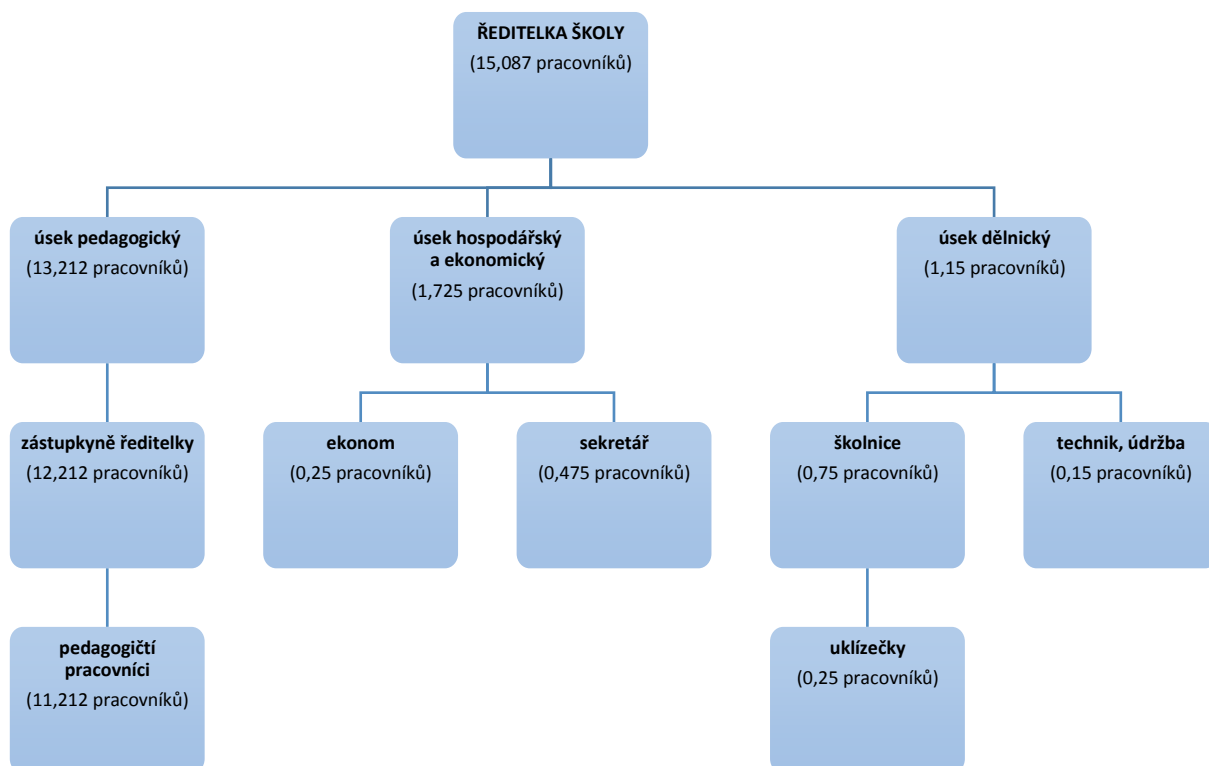 ŘEDITELKA ŠKOLY
(15,087 pracovníků)
úsek pedagogický
(13,212 pracovníků)
úsek hospodářský
a ekonomický
(1,725 pracovníků)
úsek dělnický
(1,15 pracovníků)
zástupkyně ředitelky
(12,212 pracovníků)
ekonom
(0,25 pracovníků)
sekretář
(0,475 pracovníků)
školnice
(0,75 pracovníků)
technik, údržba
(0,15 pracovníků)
pedagogičtí
pracovníci
(11,212 pracovníků)
uklízečky
(0,25 pracovníků)